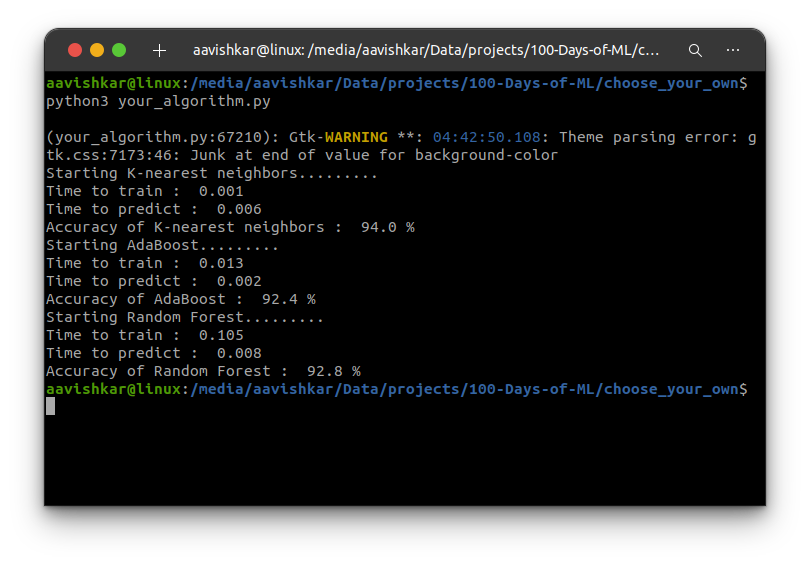 aavishkar@linux: /media/aavishkar/Data/projects/100-Days-of-ML/c...
aavishkar@linux:/media/aavishkar/Data/projects/100-Days-of-ML/choose_your_own$
python3 your_algorithm.py
(your_algorithm.py:67210): Gtk-WARNING **: 04:42:50.108: Theme parsing error: g
tk.css:7173:46: Junk at end of value for background-color
Starting K-nearest neighbors.........
Time to train :  0.001
Time to predict :  0.006
Accuracy of K-nearest neighbors :  94.0 %
Starting AdaBoost.........
Time to train :  0.013
Time to predict :  0.002
Accuracy of AdaBoost :  92.4 %
Starting Random Forest.........
Time to train :  0.105
Time to predict :  0.008
Accuracy of Random Forest :  92.8 %
aavishkar@linux:/media/aavishkar/Data/projects/100-Days-of-ML/choose_your_own$